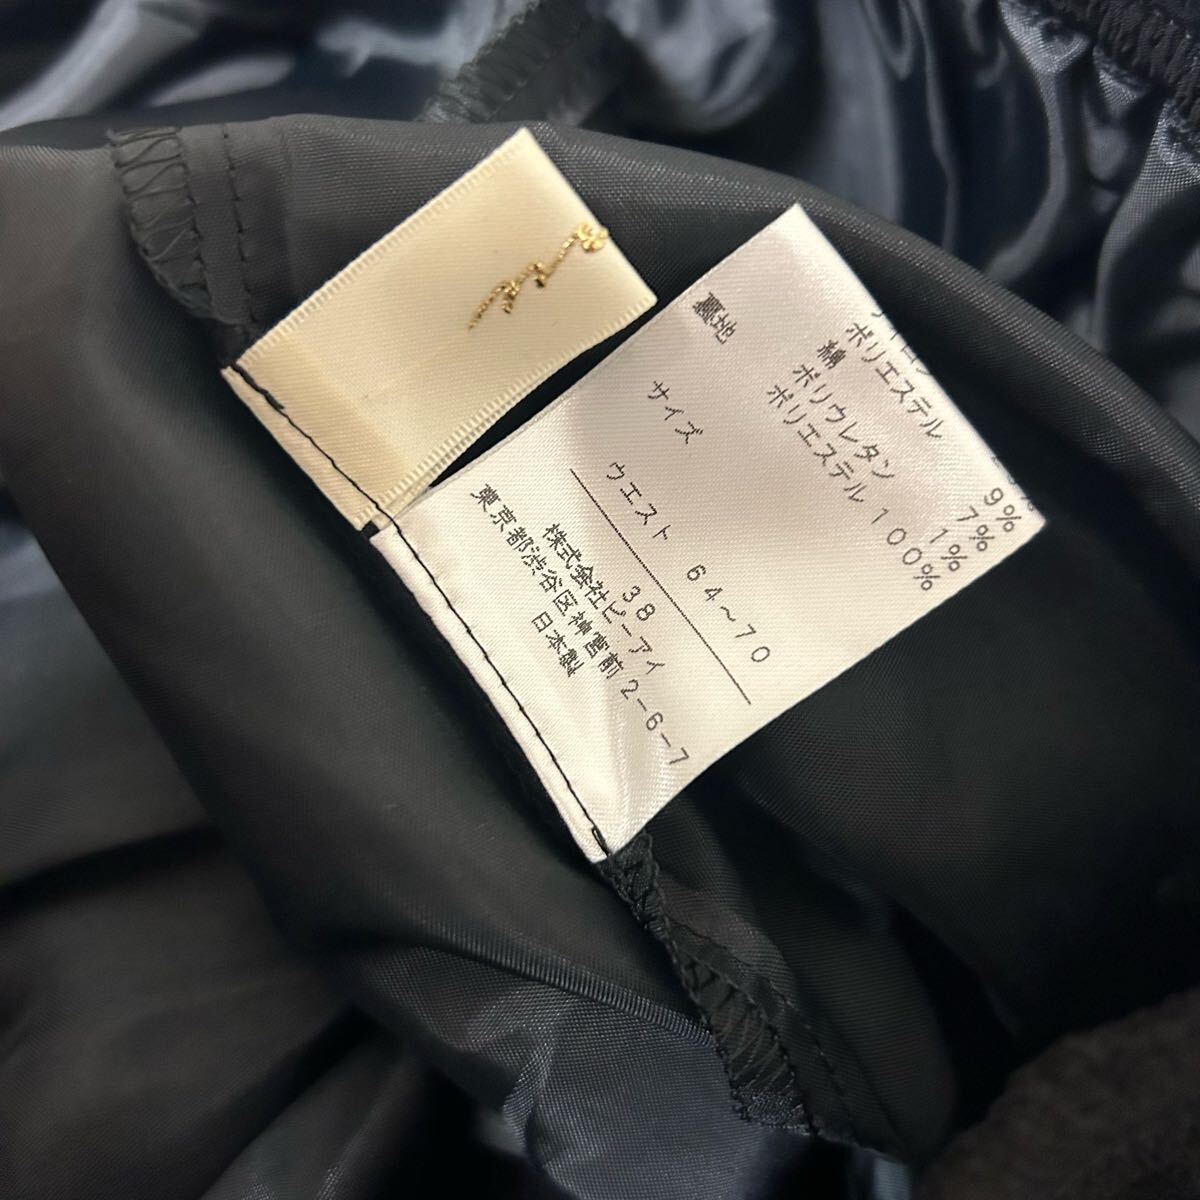 ポリエステル 9%
綿 7%
ポリウレタン 1%
裏地 ポリエステル 100%
サイズ 38
ウエスト 64〜70
株式会社ピーアイ
東京都渋谷区神宮前2-6-7
日本製